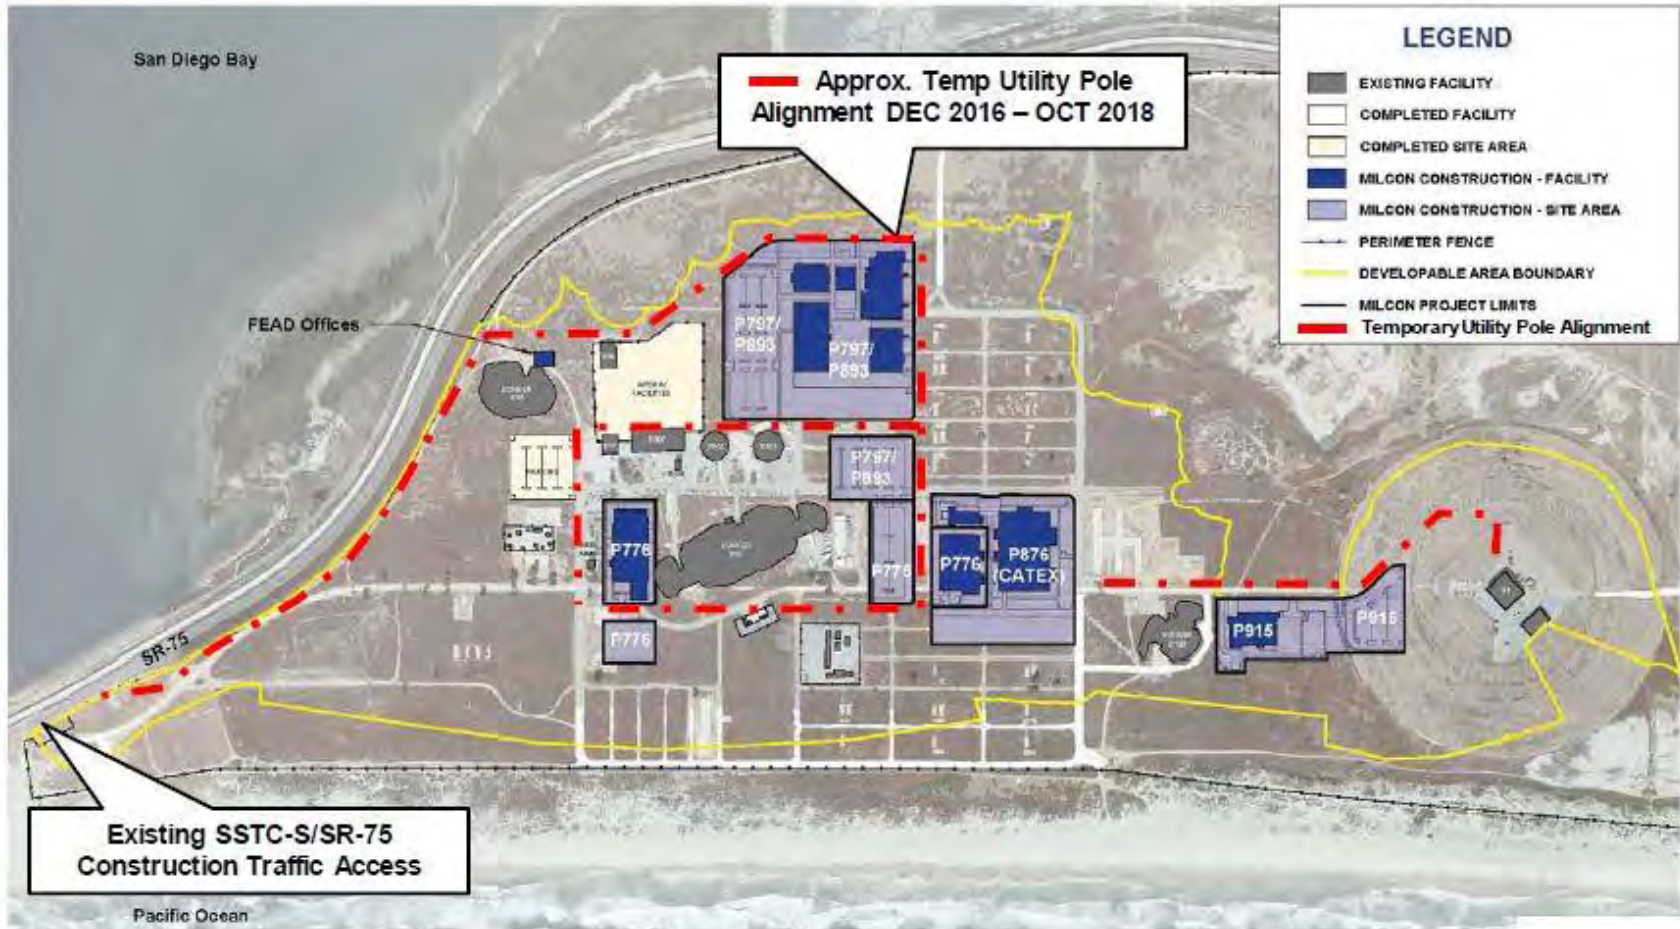 San Diego Bay
Approx. Temp Utility Pole
Alignment DEC 2016 – OCT 2018
LEGEND
EXISTING FACILITY
COMPLETED FACILITY
COMPLETED SITE AREA
MILCON CONSTRUCTION - FACILITY
MILCON CONSTRUCTION - SITE AREA
PERIMETER FENCE
DEVELOPABLE AREA BOUNDARY
MILCON PROJECT LIMITS
Temporary Utility Pole Alignment
FEAD Offices
P797/
P893
P797/
P893
P797/
P893
P776
P776
P776
P876
(CATEX)
P776
P915
P915
SR-75
Existing SSTC-S/SR-75
Construction Traffic Access
Pacific Ocean